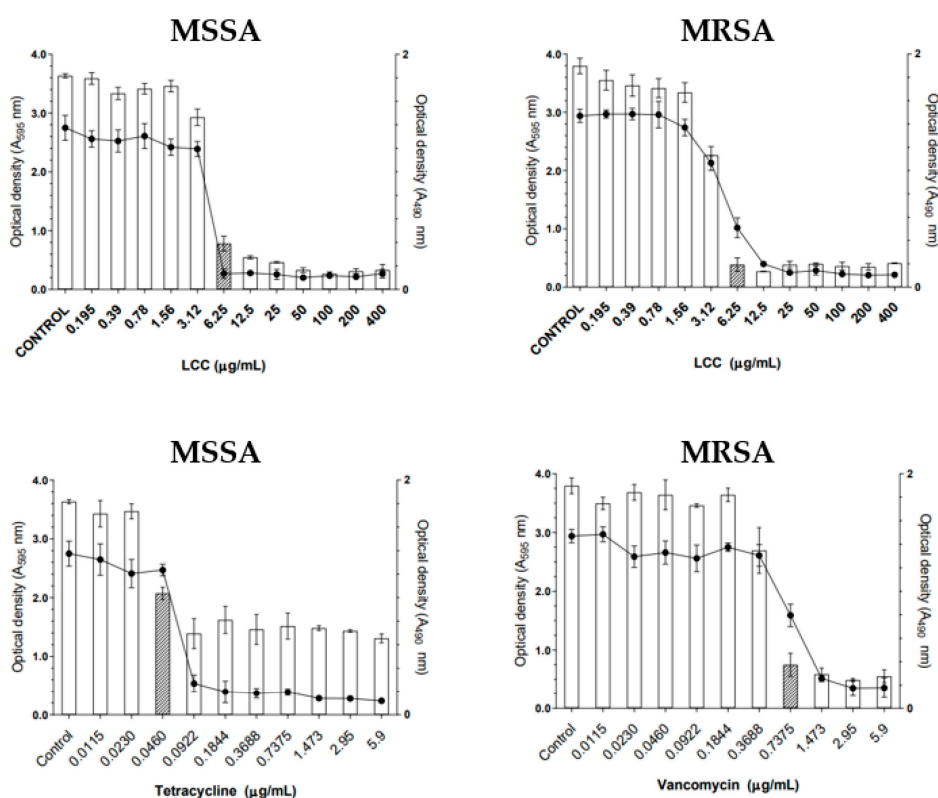 MSSA
4.0
3.0
2.0
1.0
0.0
Optical density (A595 nm)
2
0
Optical density (A490 nm)
CONTROL 0.195 0.39 0.78 1.56 3.12 6.25 12.5 25 50 100 200 400
LCC (μg/mL)
MRSA
4.0
3.0
2.0
1.0
0.0
Optical density (A595 nm)
2
0
Optical density (A490 nm)
CONTROL 0.195 0.39 0.78 1.56 3.12 6.25 12.5 25 50 100 200 400
LCC (μg/mL)
MSSA
4.0
3.0
2.0
1.0
0.0
Optical density (A595 nm)
2
0
Optical density (A490 nm)
Control 0.0115 0.0230 0.0460 0.0922 0.1844 0.3688 0.7375 1.473 2.95 5.9
Tetracycline (μg/mL)
MRSA
4.0
3.0
2.0
1.0
0.0
Optical density (A595 nm)
2
0
Optical density (A490 nm)
Control 0.0115 0.0230 0.0460 0.0922 0.1844 0.3688 0.7375 1.473 2.95 5.9
Vancomycin (μg/mL)